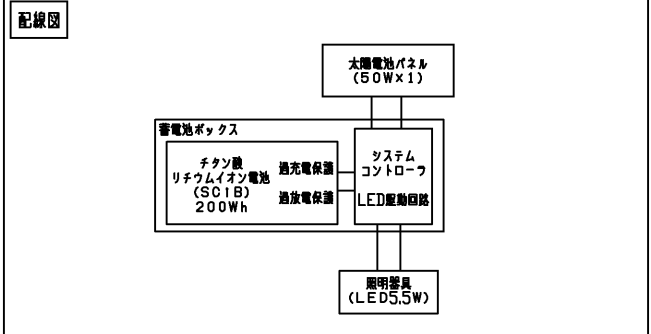 配線図
太陽電池パネル
(50W×1)
蓄電池ボックス
チタン酸
リチウムイオン電池
(SCiB)
200Wh
過充電保護
過放電保護
システム
コントローラ
LED駆動回路
照明器具
(LED5.5W)